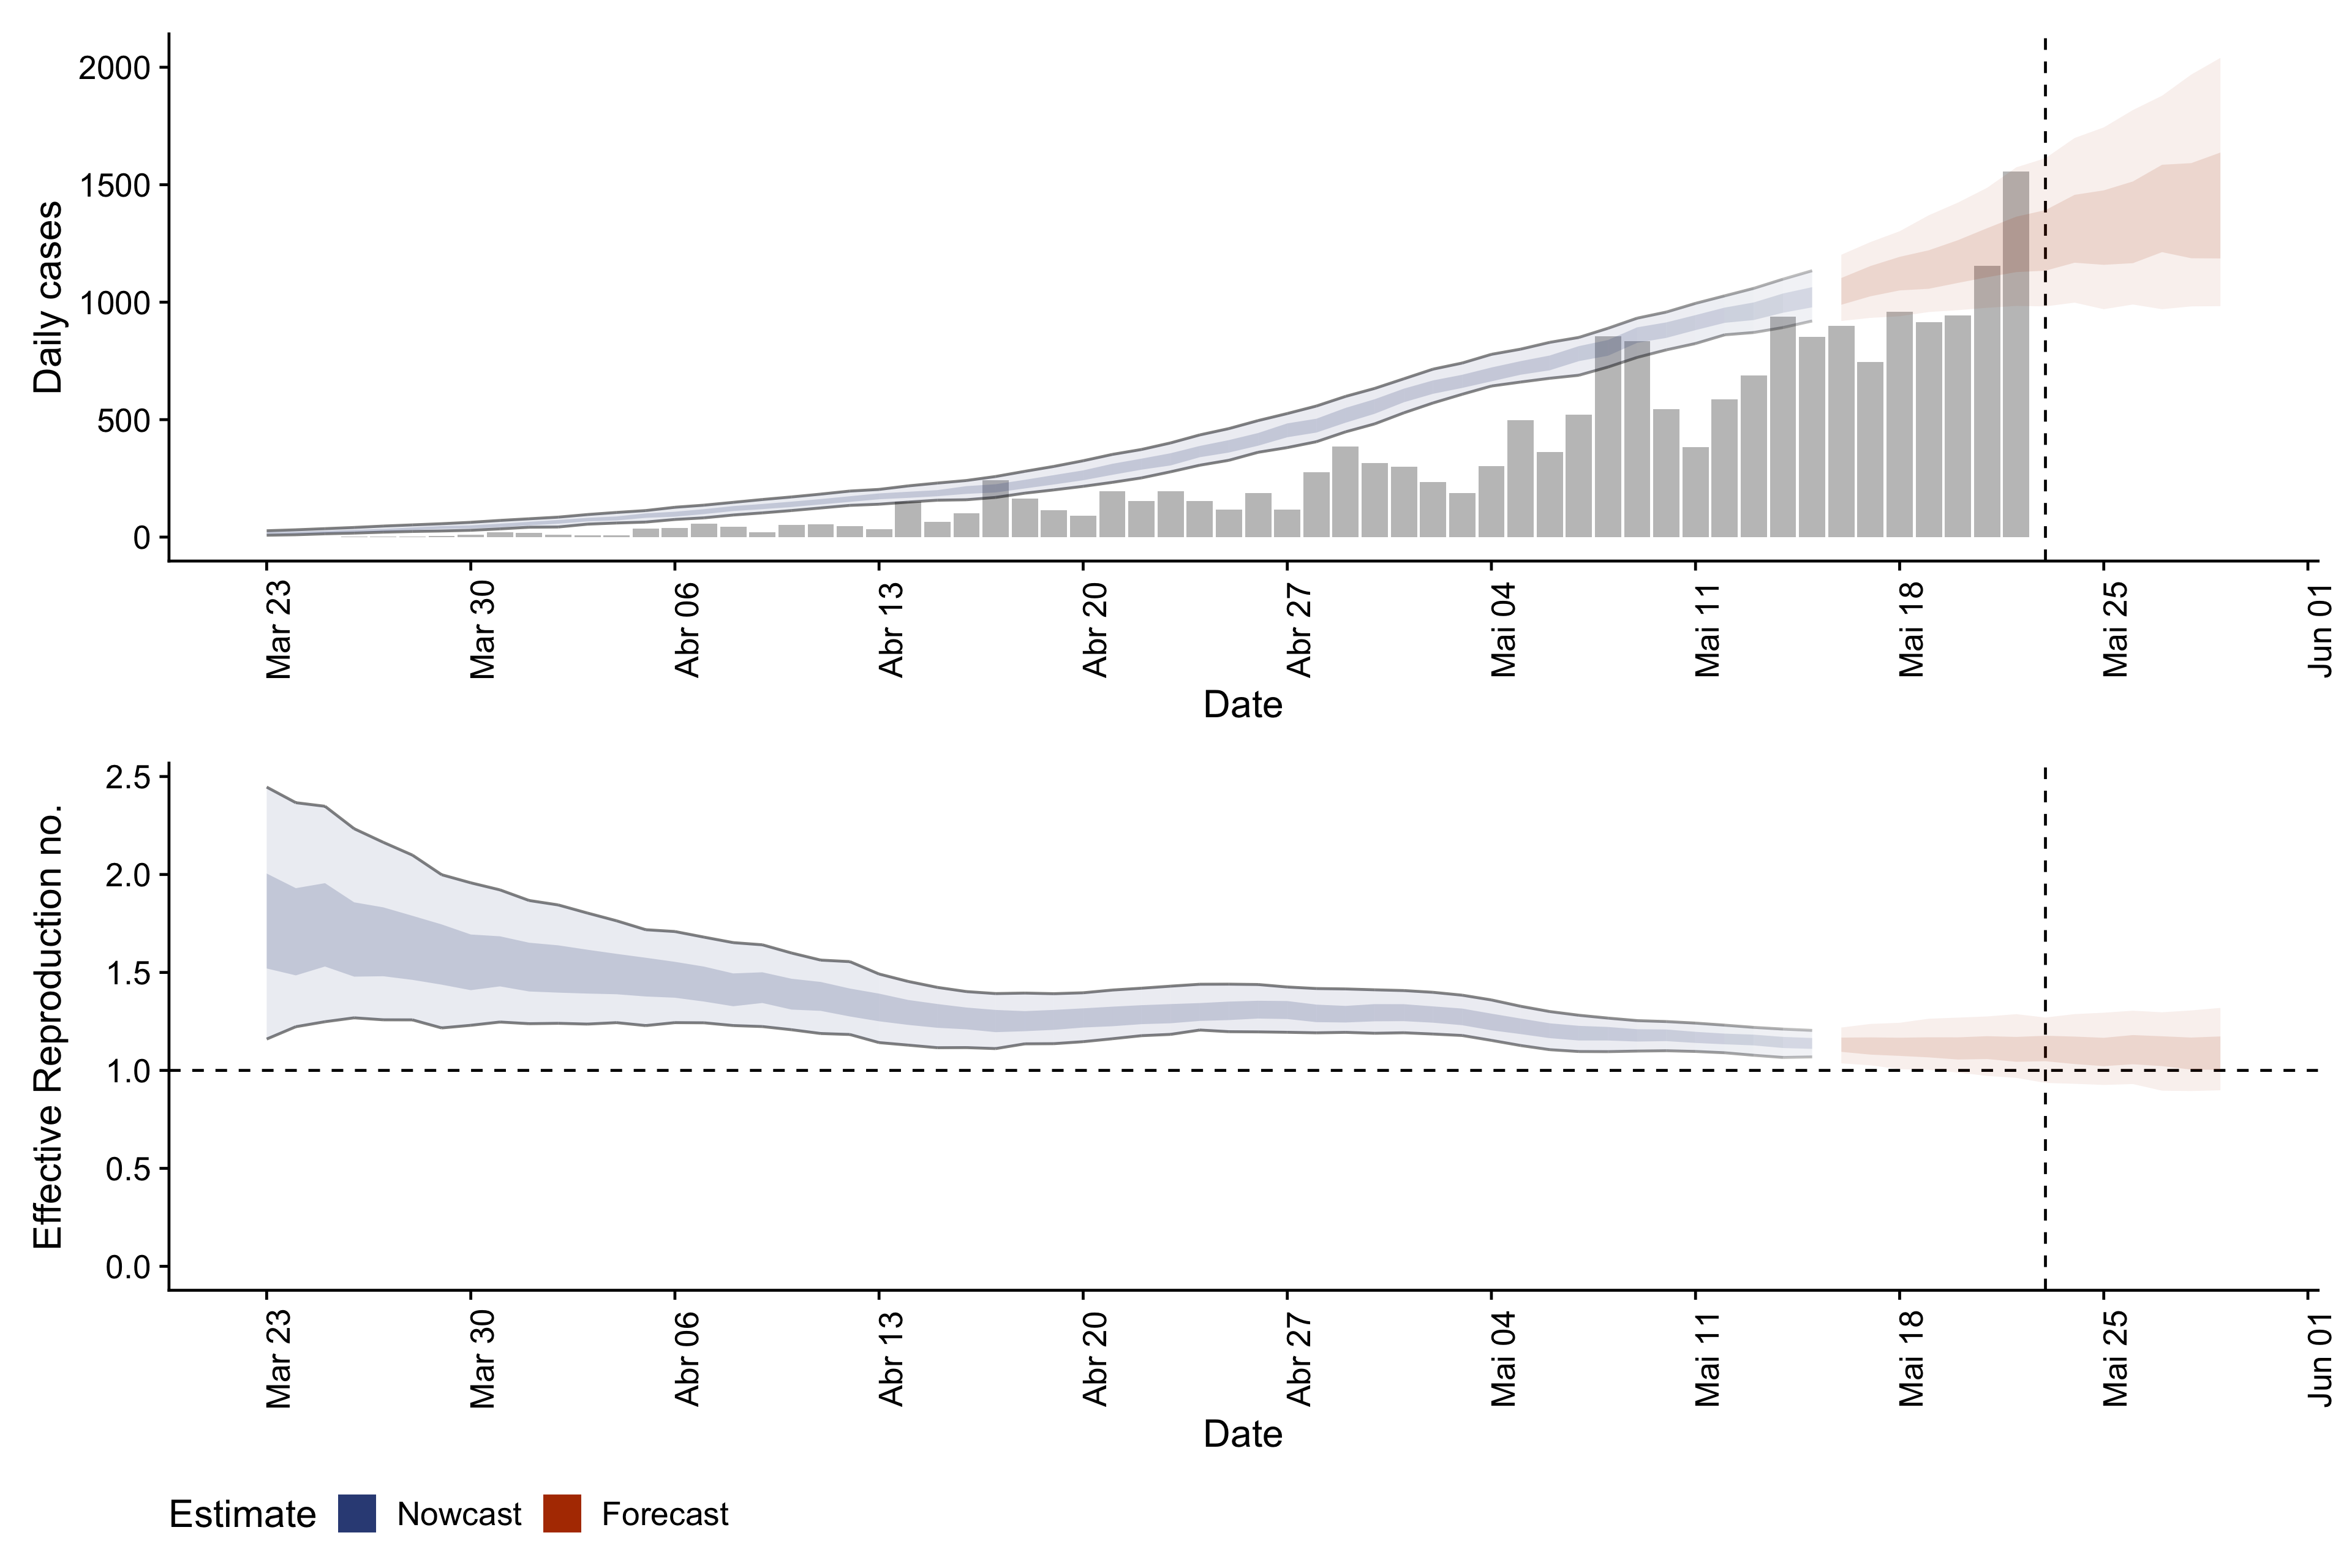 Daily cases
2000
1500
1000
500
0
Mar 23
Mar 30
Abr 06
Abr 13
Abr 20
Abr 27
Mai 04
Mai 11
Mai 18
Mai 25
Jun 01
Date
Effective Reproduction no.
2.5
2.0
1.5
1.0
0.5
0.0
Mar 23
Mar 30
Abr 06
Abr 13
Abr 20
Abr 27
Mai 04
Mai 11
Mai 18
Mai 25
Jun 01
Date
Estimate Nowcast Forecast